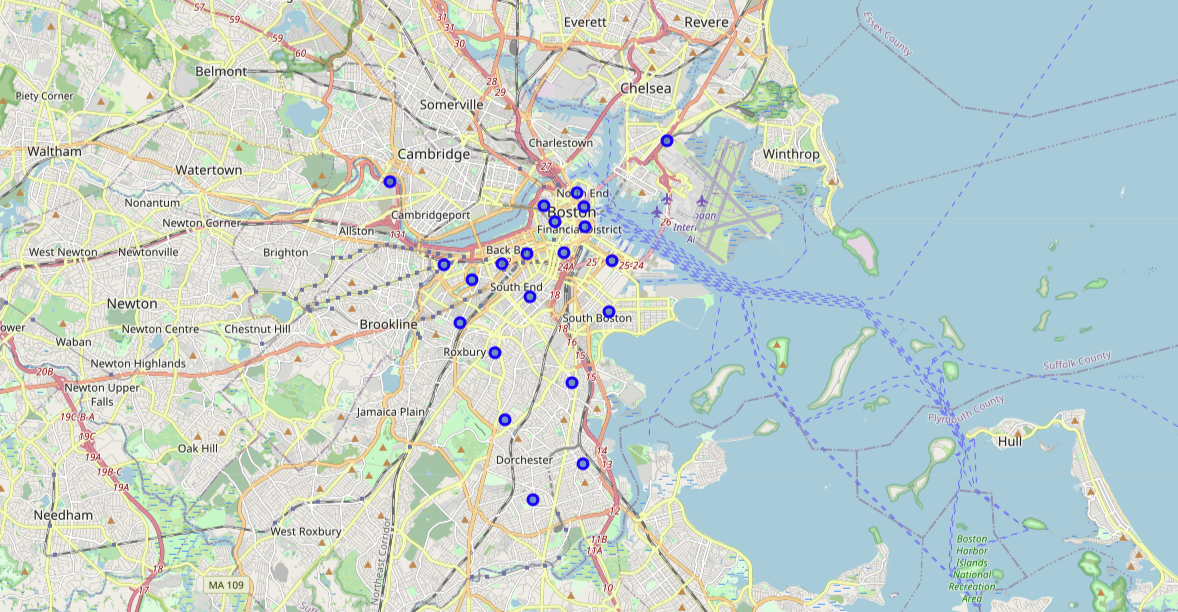 57
59
59
60
31
31
30
Everett
Revere
Essex County
Belmont
28
29
Chelsea
Piety Corner
Somerville
Charlestown
Waltham
Cambridge
27
Winthrop
Watertown
Nonantum
North End
Newton Corner
Cambridgeport
Boston
26
Allston
131
Financial District
West Newton
Newtonville
Brighton
Back B
24A
25
25-24
South End
18
Newton
Brookline
South Boston
Newton Centre
Chestnut Hill
18
Waban
16
Roxbury
15
Newton Highlands
Suffolk County
20B
15
Newton Upper
Falls
Plymouth County
19C-B-A
Jamaica Plain
19C
Hull
Oak Hill
14
19A
Dorchester
13
19B-C
19A
12
Needham
West Roxbury
11B
11A
Boston
Harbor
Islands
National
Recreation
Area
Northeast Corridor
18
MA 109
10